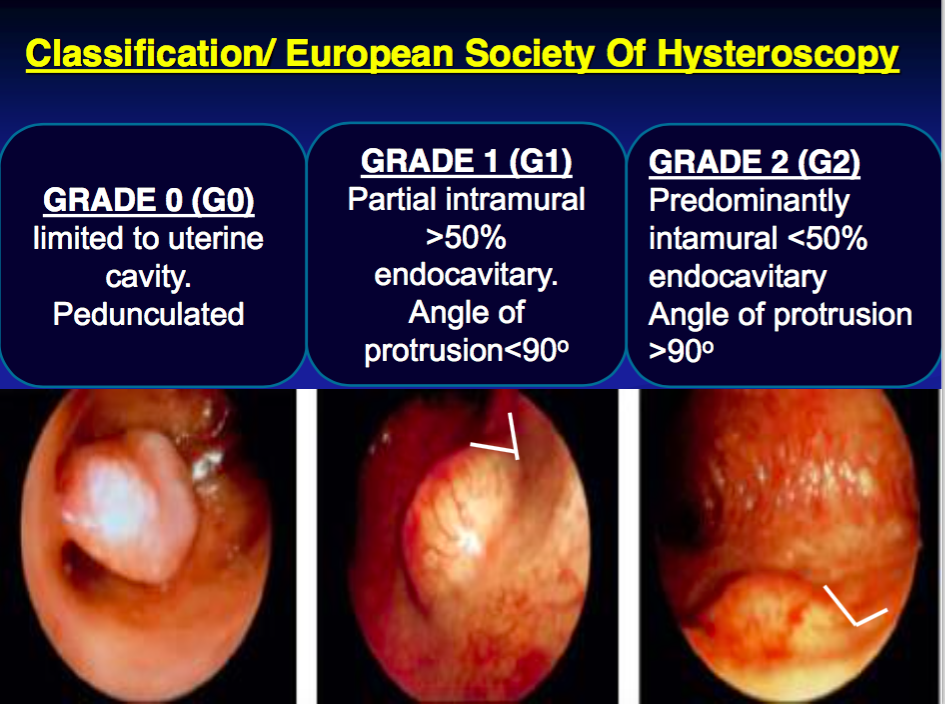 Classification/ European Society Of Hysteroscopy
GRADE 0 (G0)
limited to uterine
cavity.
Pedunculated
GRADE 1 (G1)
Partial intramural
>50%
endocavitary.
Angle of
protrusion<90º
GRADE 2 (G2)
Predominantly
intamural <50%
endocavitary
Angle of protrusion
>90º